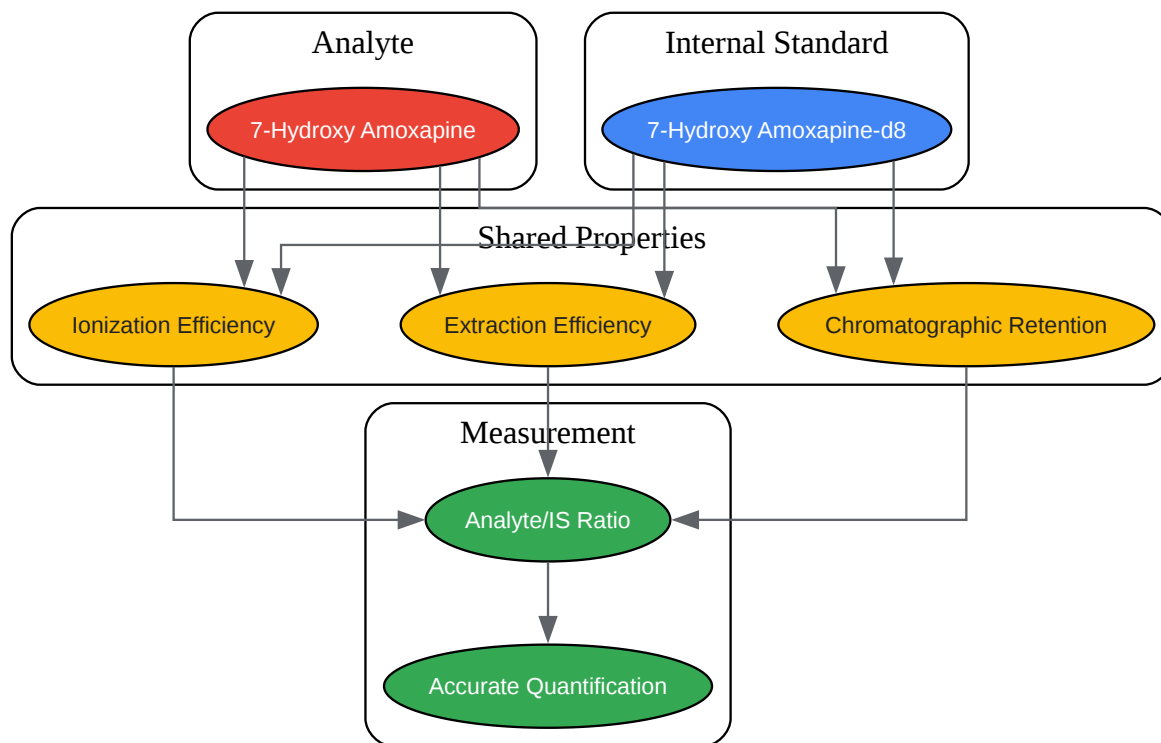 Analyte
Internal Standard
7-Hydroxy Amoxapine
7-Hydroxy Amoxapine-d8
Shared Properties
Ionization Efficiency
Extraction Efficiency
Chromatographic Retention
Measurement
Analyte/IS Ratio
Accurate Quantification